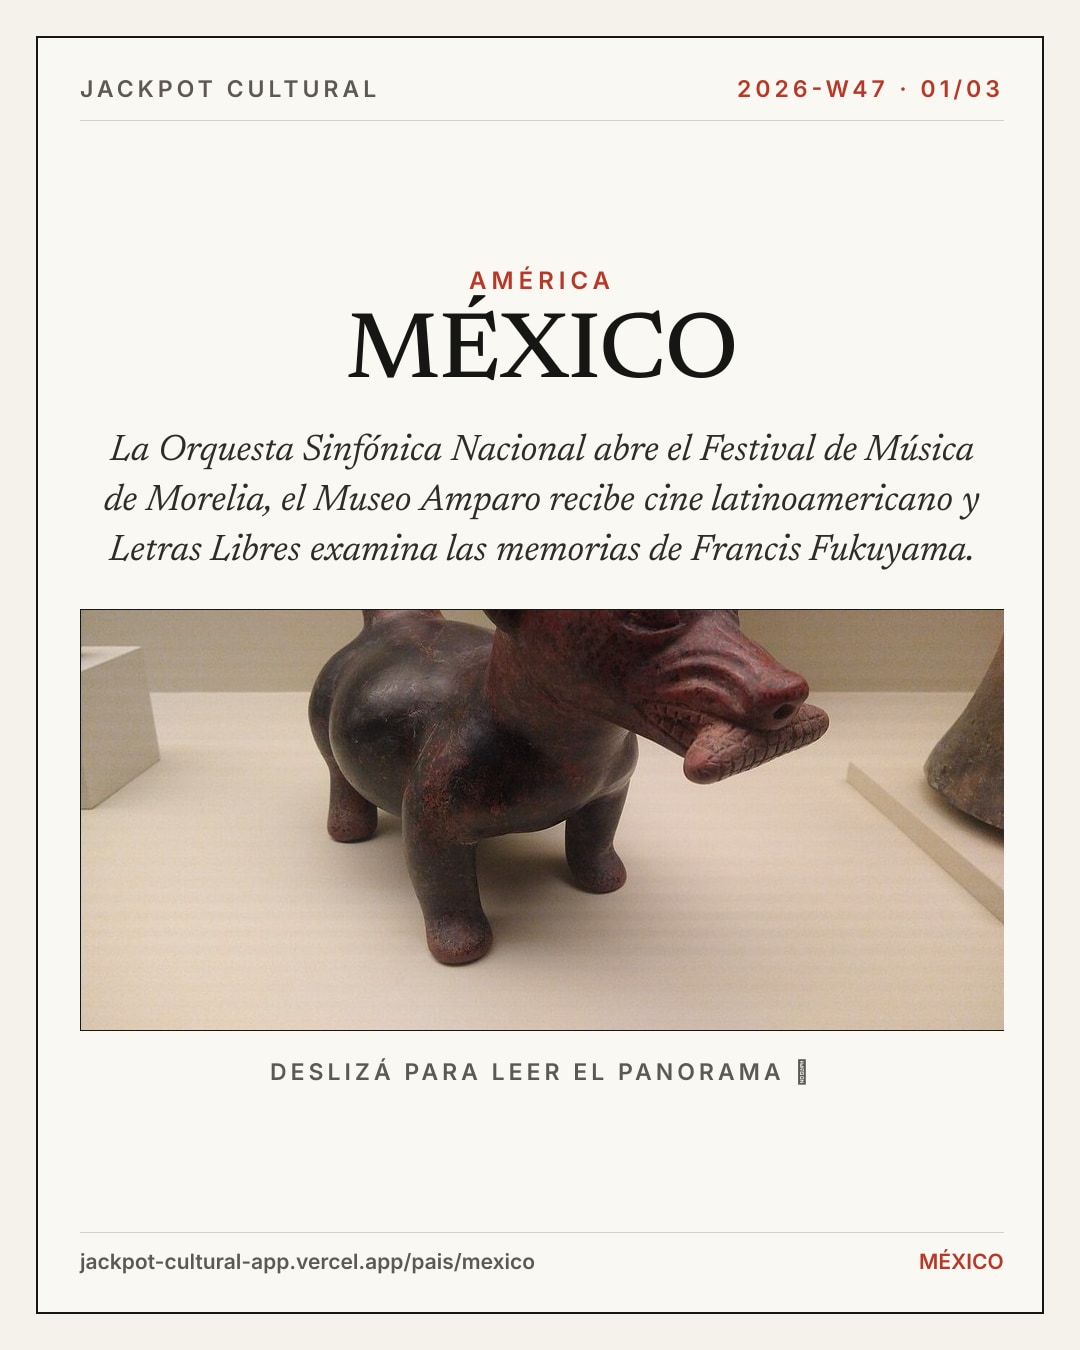 JACKPOT CULTURAL
2026-W47 · 01/03
AMÉRICA
MÉXICO
La Orquesta Sinfónica Nacional abre el Festival de Música
de Morelia, el Museo Amparo recibe cine latinoamericano y
Letras Libres examina las memorias de Francis Fukuyama.
DESLIZÁ PARA LEER EL PANORAMA
jackpot-cultural-app.vercel.app/pais/mexico
MÉXICO